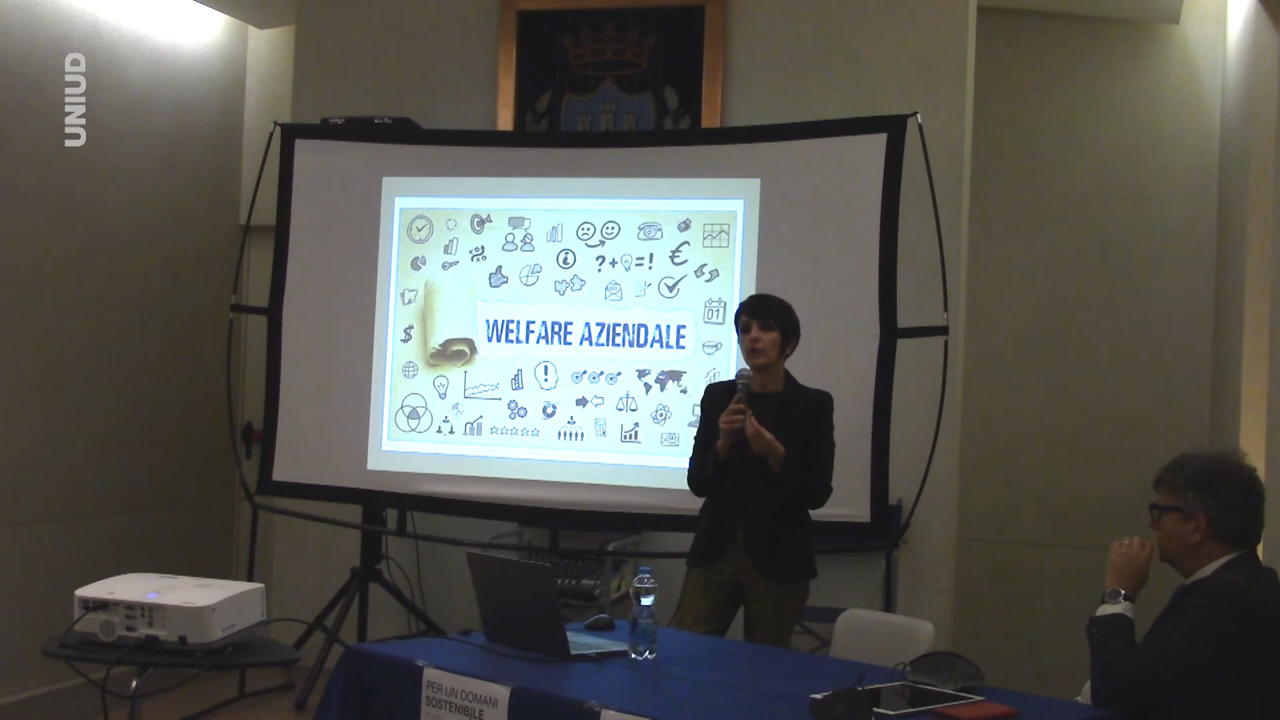 UNIUD
?+ =!
01
WELFARE AZIENDALE
PER UN DOMANI
SOSTENIBILE